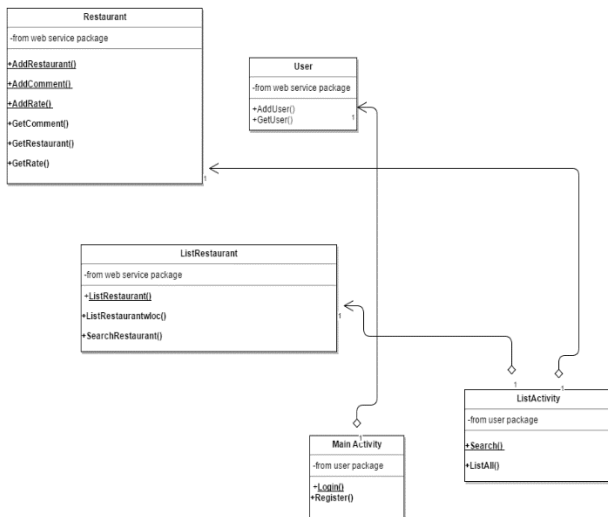 Restaurant
-from web service package
+AddRestaurant()
+AddComment()
+AddRate()
+GetComment()
+GetRestaurant()
+GetRate()
1
User
-from web service package
+AddUser()
+GetUser()
1
ListRestaurant
-from web service package
+ListRestaurant()
+ListRestaurantwloc()
+SearchRestaurant()
1
1
1
ListActivity
-from user package
+Search()
+ListAll()
1
Main Activity
-from user package
+Login()
+Register()